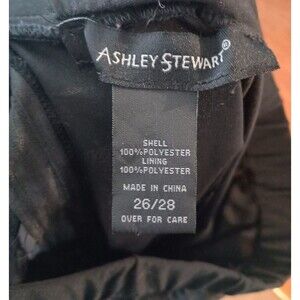 ASHLEY STEWART®
SHELL
100%POLYESTER
LINING
100%POLYESTER
MADE IN CHINA
26/28
OVER FOR CARE